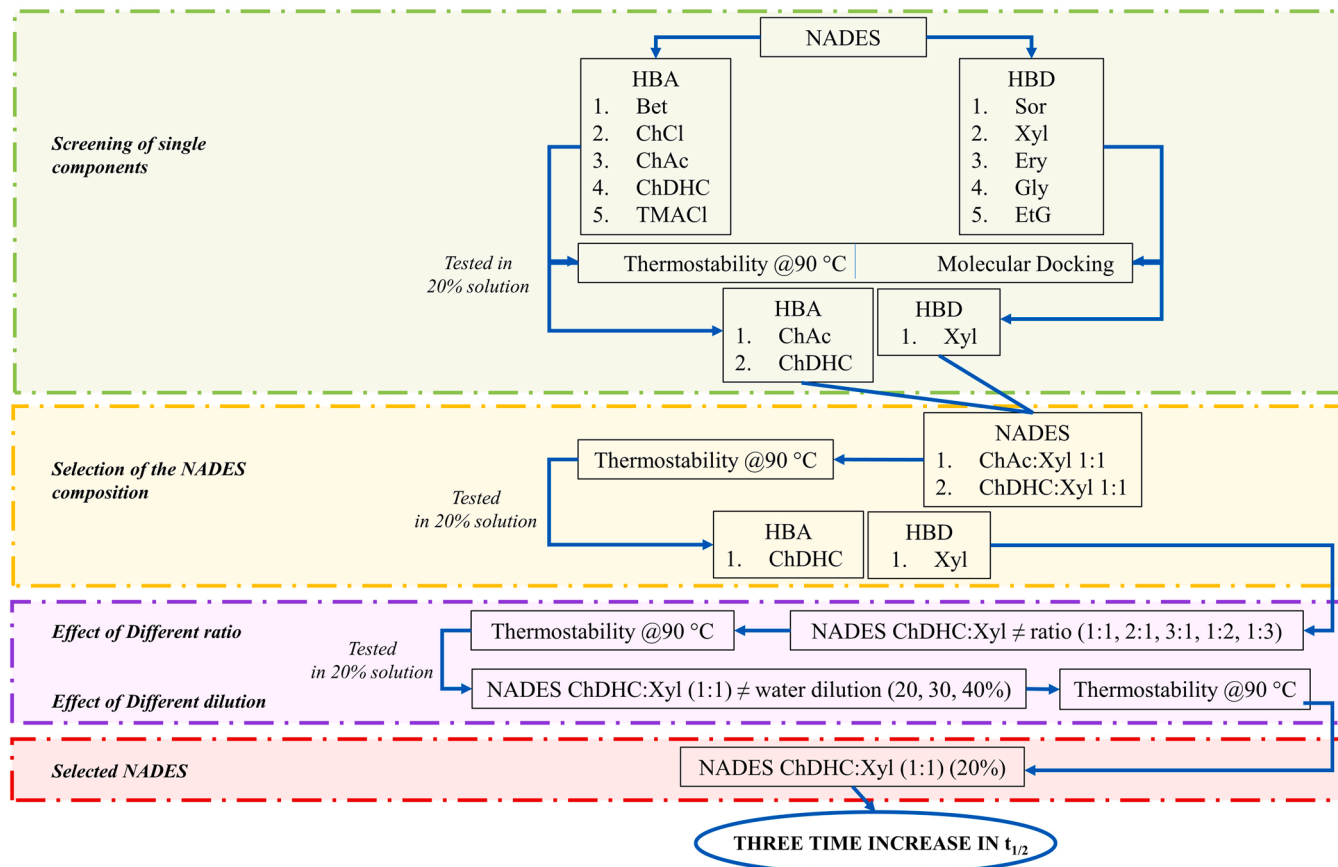 NADES
HBA
1. Bet
2. ChCl
3. ChAc
4. ChDHC
5. TMACl
HBD
1. Sor
2. Xyl
3. Ery
4. Gly
5. EtG
Screening of single
components
Tested in
20% solution
Thermostability @90 °C
Molecular Docking
HBA
1. ChAc
2. ChDHC
HBD
1. Xyl
Selection of the NADES
composition
NADES
1. ChAc:Xyl 1:1
2. ChDHC:Xyl 1:1
Thermostability @90 °C
Tested
in 20% solution
HBA
1. ChDHC
HBD
1. Xyl
Effect of Different ratio
Thermostability @90 °C
NADES ChDHC:Xyl ≠ ratio (1:1, 2:1, 3:1, 1:2, 1:3)
Tested
in 20% solution
Effect of Different dilution
NADES ChDHC:Xyl (1:1) ≠ water dilution (20, 30, 40%)
Thermostability @90 °C
Selected NADES
NADES ChDHC:Xyl (1:1) (20%)
THREE TIME INCREASE IN t1/2